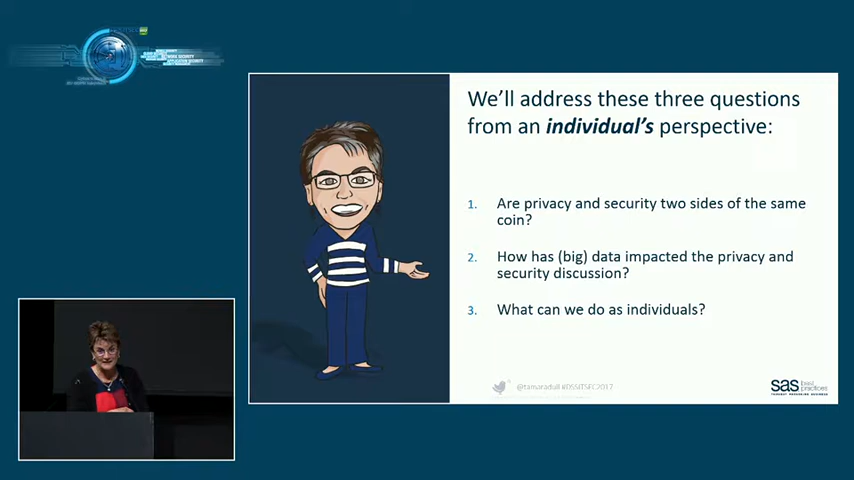 We'll address these three questions
from an individual's perspective:
1. Are privacy and security two sides of the same
coin?
2. How has (big) data impacted the privacy and
security discussion?
3. What can we do as individuals?
@tamaradull #DSSITSEC2017
sas best
practices